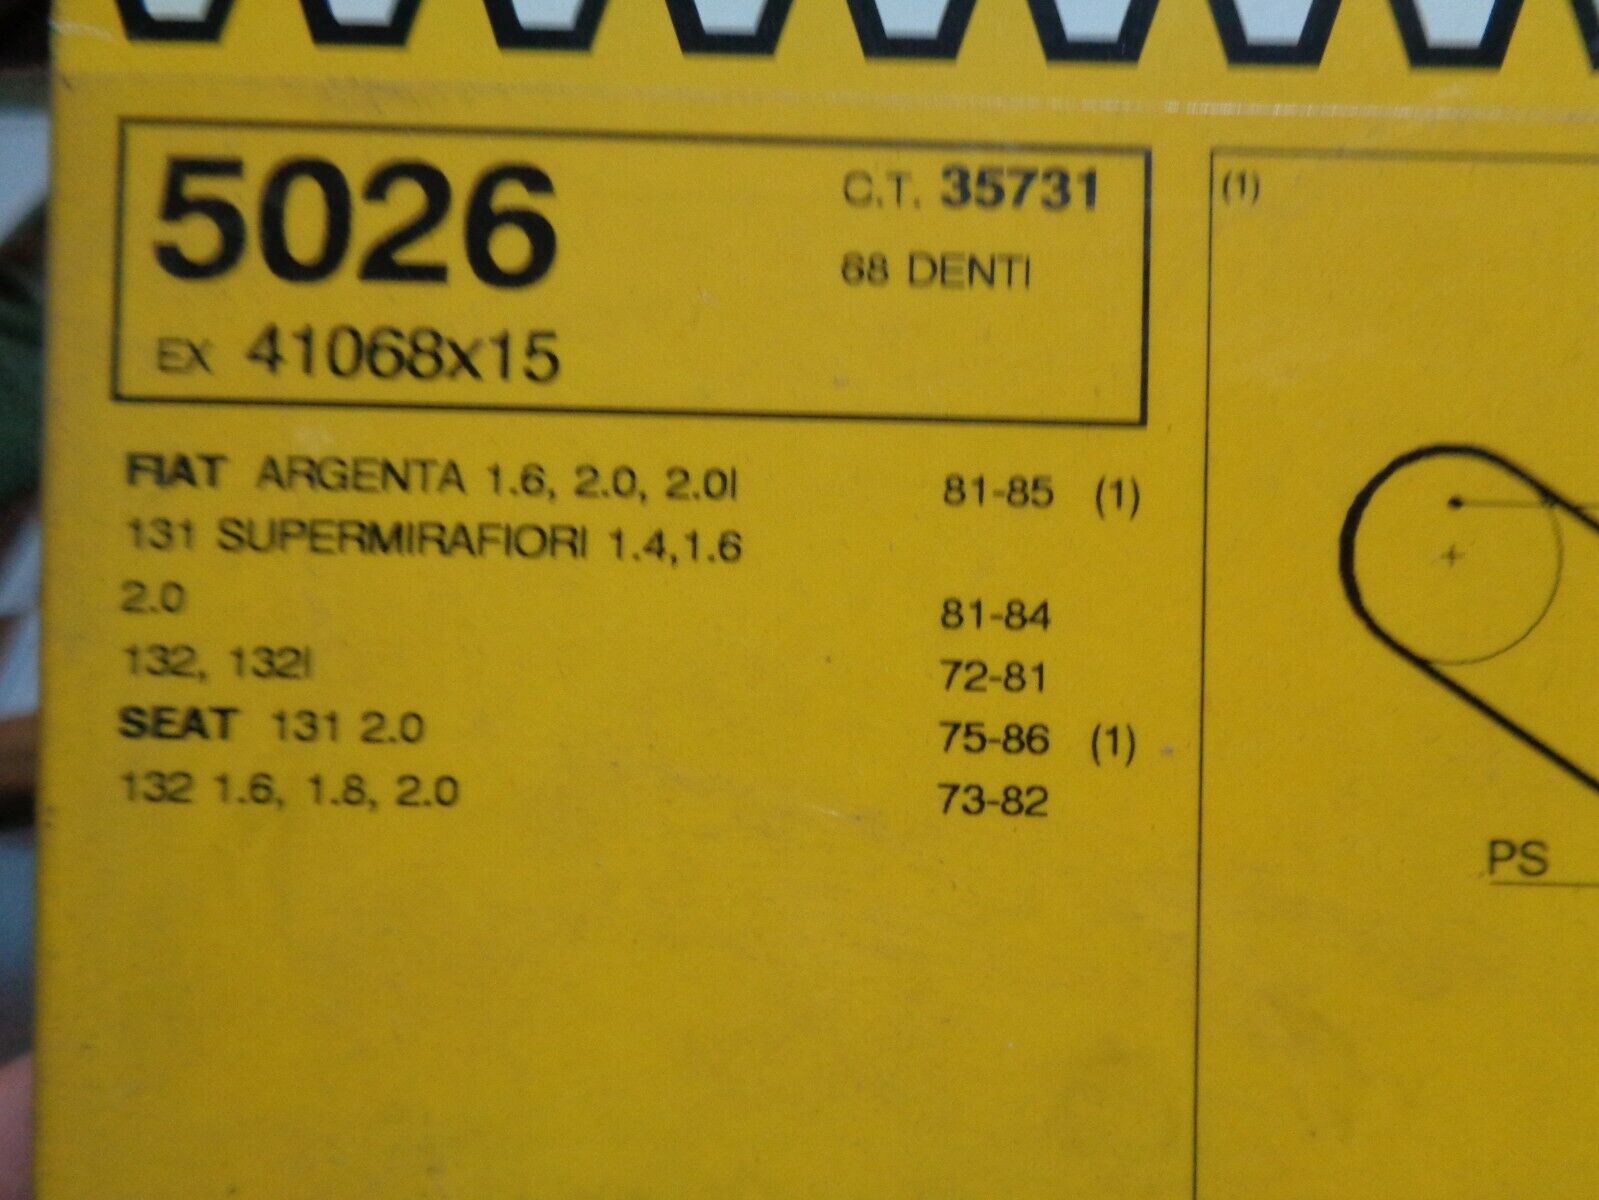 5026 C.T. 35731
68 DENTI
EX 41068x15
FIAT ARGENTA 1.6, 2.0, 2.0I 81-85 (1)
131 SUPERMIRAFIORI 1.4,1.6
2.0 81-84
132, 132I 72-81
SEAT 131 2.0 75-86 (1)
132 1.6, 1.8, 2.0 73-82
(1)
PS